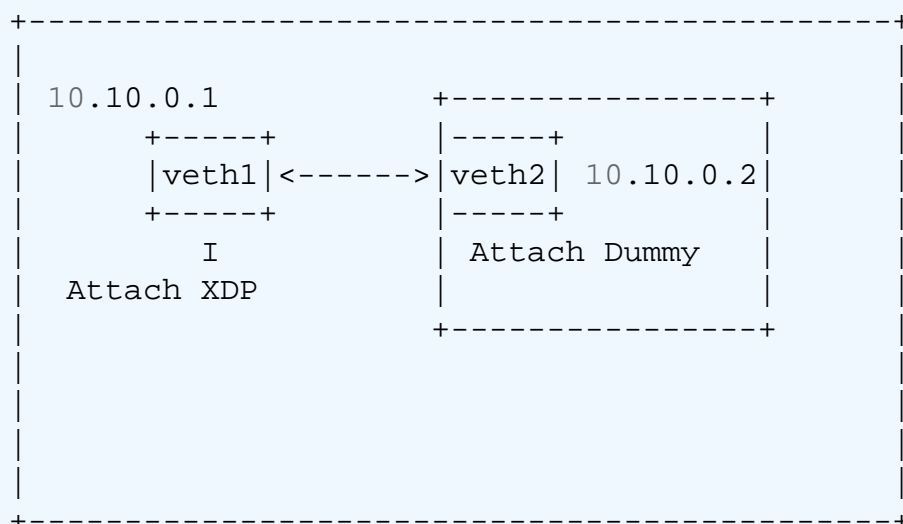 10.10.0.1
veth1
veth2 10.10.0.2
I Attach Dummy
Attach XDP